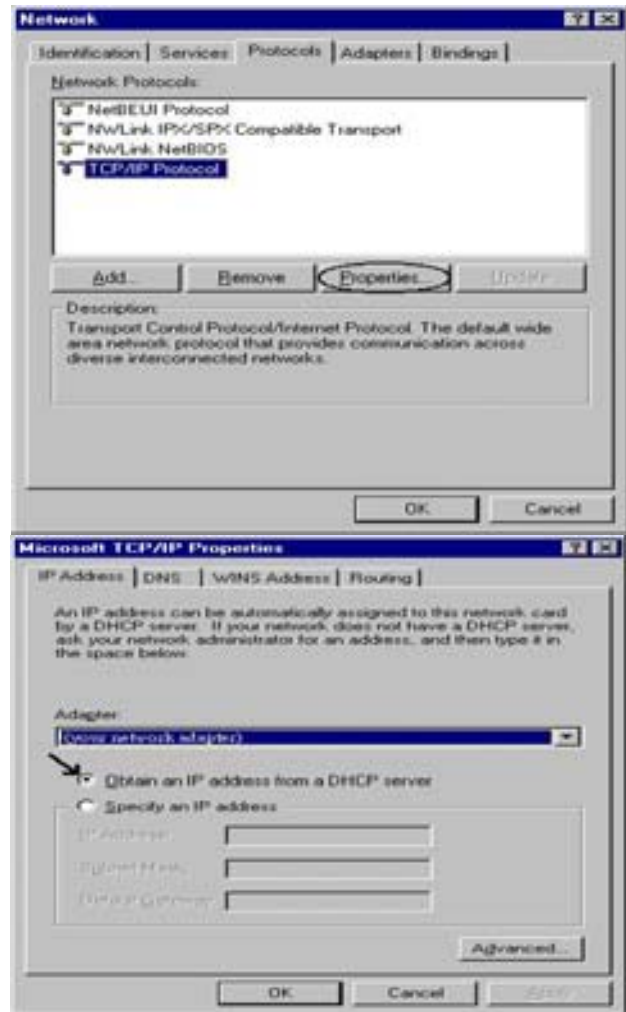 Network
Identification Services Protocols Adapters Bindings
Network Protocols:
NetBEUI Protocol
NWLink IPX/SPX Compatible Transport
NWLink NetBIOS
TCP/IP Protocol
Add... Remove Properties... Update
Description:
Transport Control Protocol/Internet Protocol. The default wide
area network protocol that provides communication across
diverse interconnected networks.
OK Cancel
Microsoft TCP/IP Properties
IP Address DNS WINS Address Routing
An IP address can be automatically assigned to this network card
by a DHCP server. If your network does not have a DHCP server,
ask your network administrator for an address, and then type it in
the space below.
Adapter:
(your network adapter)
Obtain an IP address from a DHCP server
Specify an IP address
IP Address:
Subnet Mask:
Default Gateway:
Advanced...
OK Cancel Apply